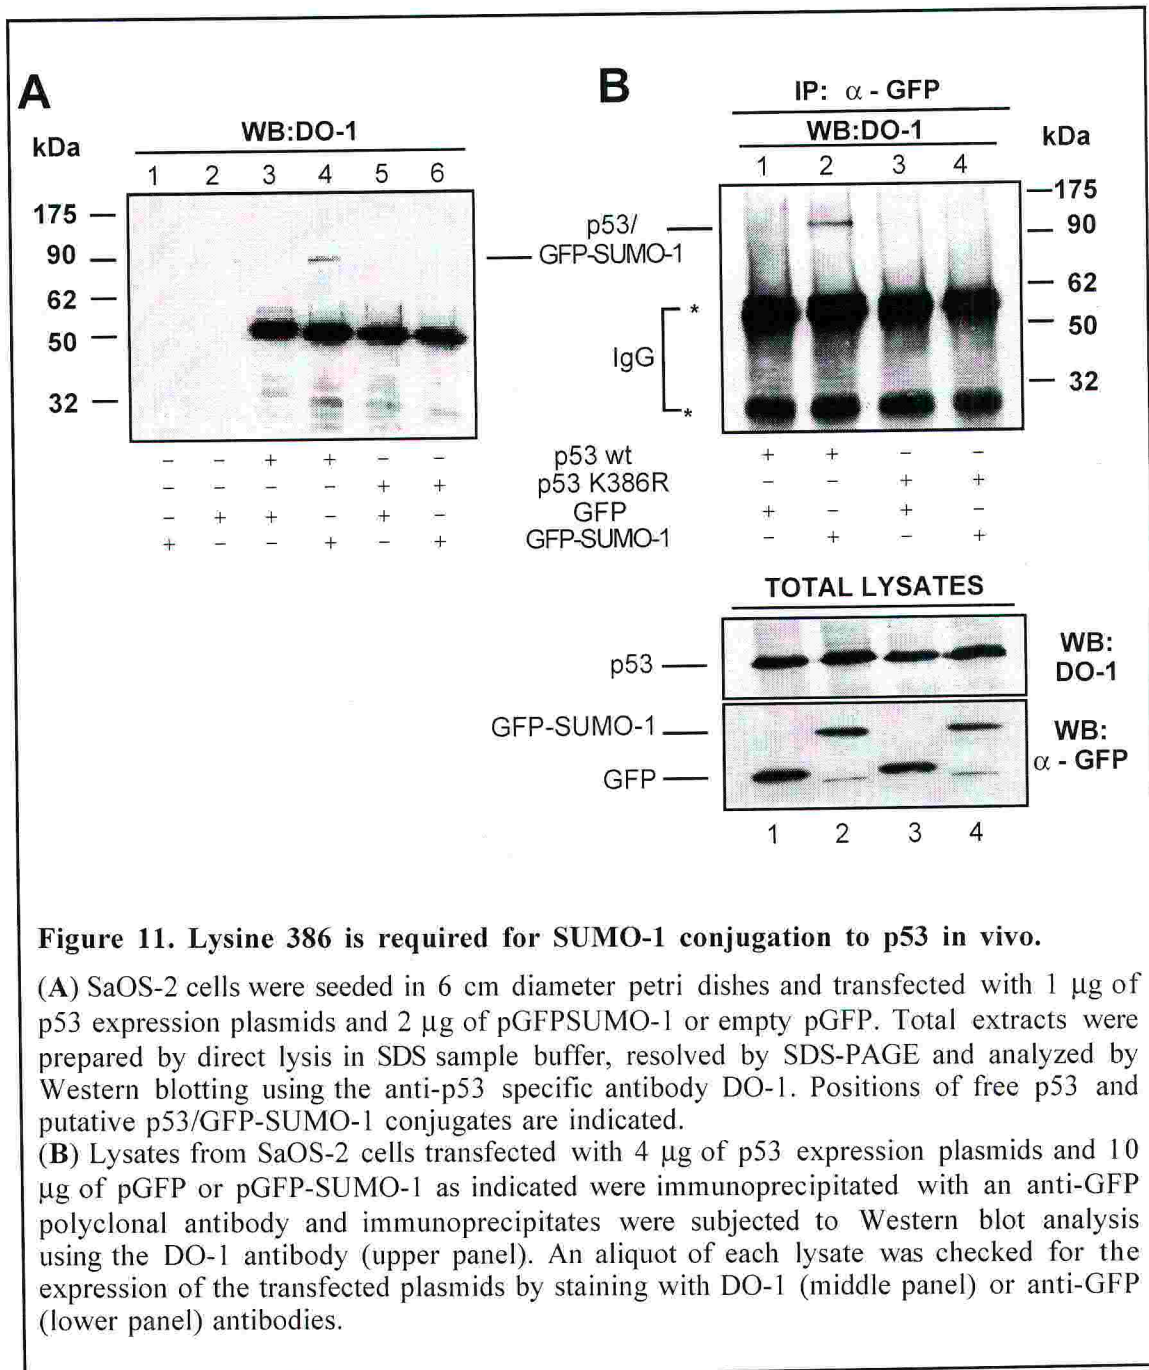 A
WB:DO-1
kDa
1 2 3 4 5 6
175
90
62
50
32
B
IP: α - GFP
WB:DO-1
kDa
1 2 3 4
175
90
62
50
32
p53/
GFP-SUMO-1
*
IgG
*
– – + + – – p53 wt + + – –
– – – – + + p53 K386R – – + +
– + + – + – GFP + – + –
+ – – + – + GFP-SUMO-1 – + – +
TOTAL LYSATES
p53
WB:
DO-1
GFP-SUMO-1
GFP
WB:
α - GFP
1 2 3 4
Figure 11. Lysine 386 is required for SUMO-1 conjugation to p53 in vivo.
(A) SaOS-2 cells were seeded in 6 cm diameter petri dishes and transfected with 1 µg of
p53 expression plasmids and 2 µg of pGFPSUMO-1 or empty pGFP. Total extracts were
prepared by direct lysis in SDS sample buffer, resolved by SDS-PAGE and analyzed by
Western blotting using the anti-p53 specific antibody DO-1. Positions of free p53 and
putative p53/GFP-SUMO-1 conjugates are indicated.
(B) Lysates from SaOS-2 cells transfected with 4 µg of p53 expression plasmids and 10
µg of pGFP or pGFP-SUMO-1 as indicated were immunoprecipitated with an anti-GFP
polyclonal antibody and immunoprecipitates were subjected to Western blot analysis
using the DO-1 antibody (upper panel). An aliquot of each lysate was checked for the
expression of the transfected plasmids by staining with DO-1 (middle panel) or anti-GFP
(lower panel) antibodies.